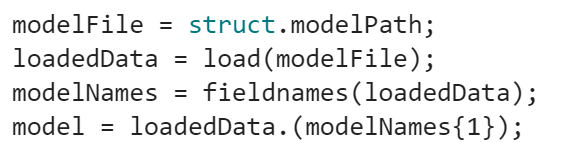 modelFile = struct.modelPath;
loadedData = load(modelFile);
modelNames = fieldnames(loadedData);
model = loadedData.(modelNames{1});